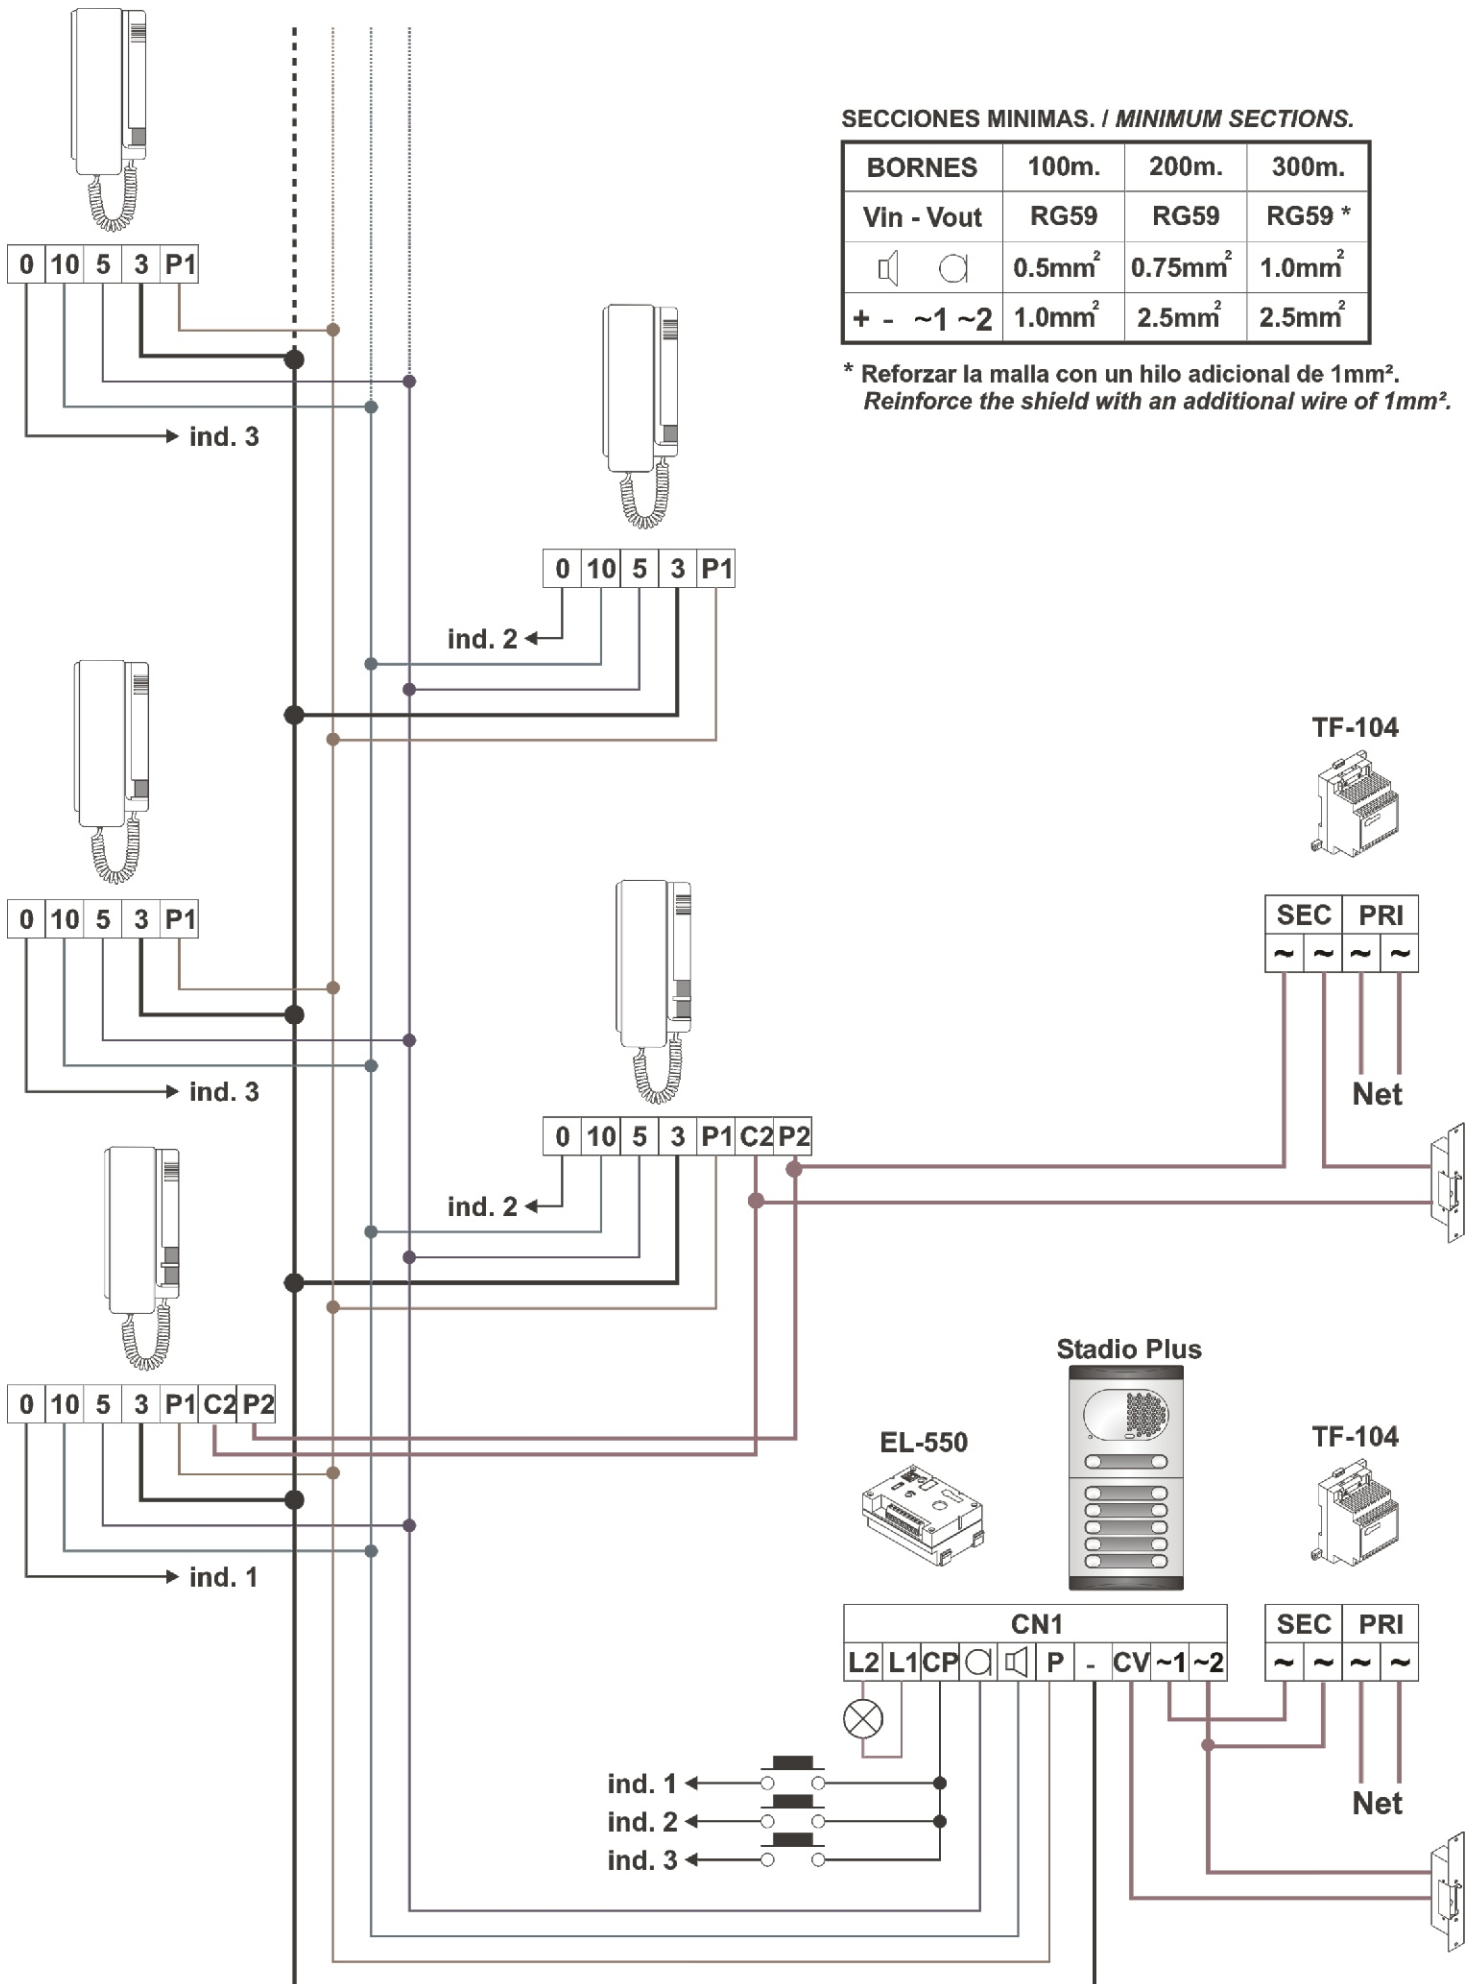 SECCIONES MINIMAS. / MINIMUM SECTIONS.
BORNES 100m. 200m. 300m.
Vin - Vout RG59 RG59 RG59 *
0.5mm² 0.75mm² 1.0mm²
+ - ~1 ~2 1.0mm² 2.5mm² 2.5mm²
* Reforzar la malla con un hilo adicional de 1mm².
Reinforce the shield with an additional wire of 1mm².
0 10 5 3 P1
ind. 3
0 10 5 3 P1
ind. 2
TF-104
SEC PRI
~ ~ ~ ~
Net
0 10 5 3 P1
ind. 3
0 10 5 3 P1 C2 P2
ind. 2
0 10 5 3 P1 C2 P2
ind. 1
Stadio Plus
EL-550
TF-104
CN1
L2 L1 CP P - CV ~1 ~2
SEC PRI
~ ~ ~ ~
Net
ind. 1
ind. 2
ind. 3